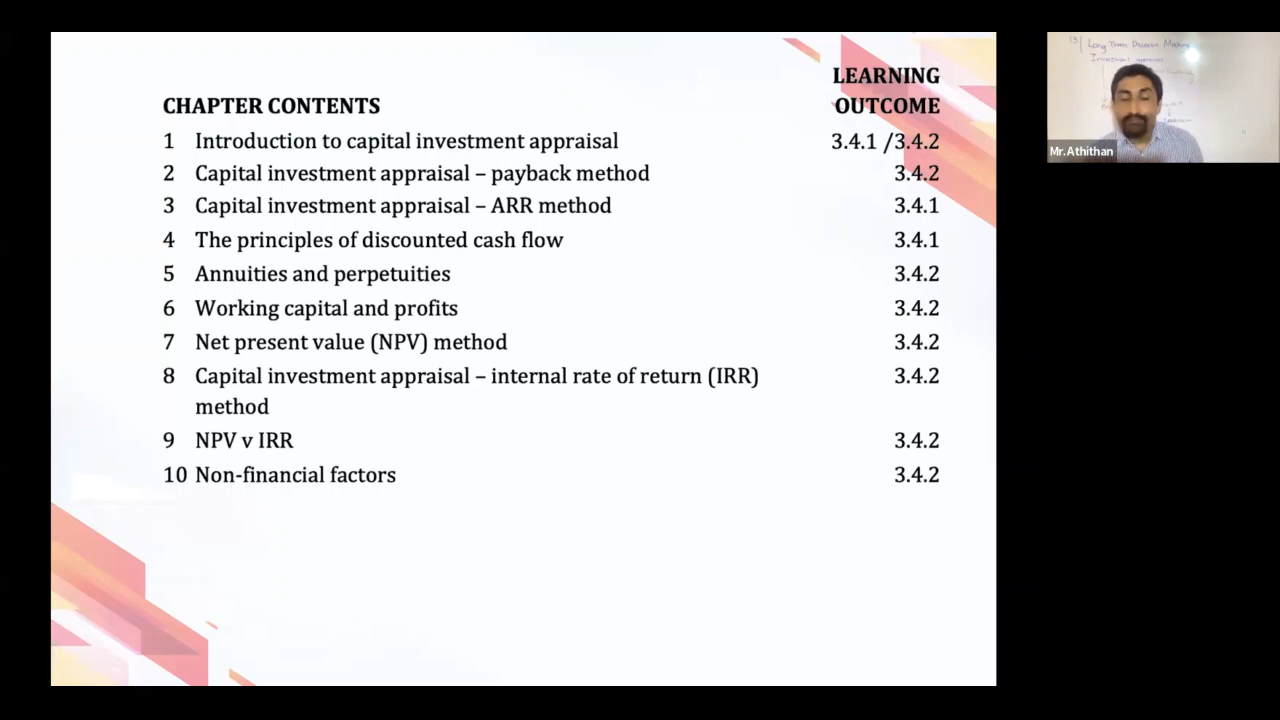 LEARNING
CHAPTER CONTENTS OUTCOME
1 Introduction to capital investment appraisal 3.4.1 /3.4.2
2 Capital investment appraisal – payback method 3.4.2
3 Capital investment appraisal – ARR method 3.4.1
4 The principles of discounted cash flow 3.4.1
5 Annuities and perpetuities 3.4.2
6 Working capital and profits 3.4.2
7 Net present value (NPV) method 3.4.2
8 Capital investment appraisal – internal rate of return (IRR) 3.4.2
method
9 NPV v IRR 3.4.2
10 Non-financial factors 3.4.2
13) Long Term Decision Making
Mr.Athithan